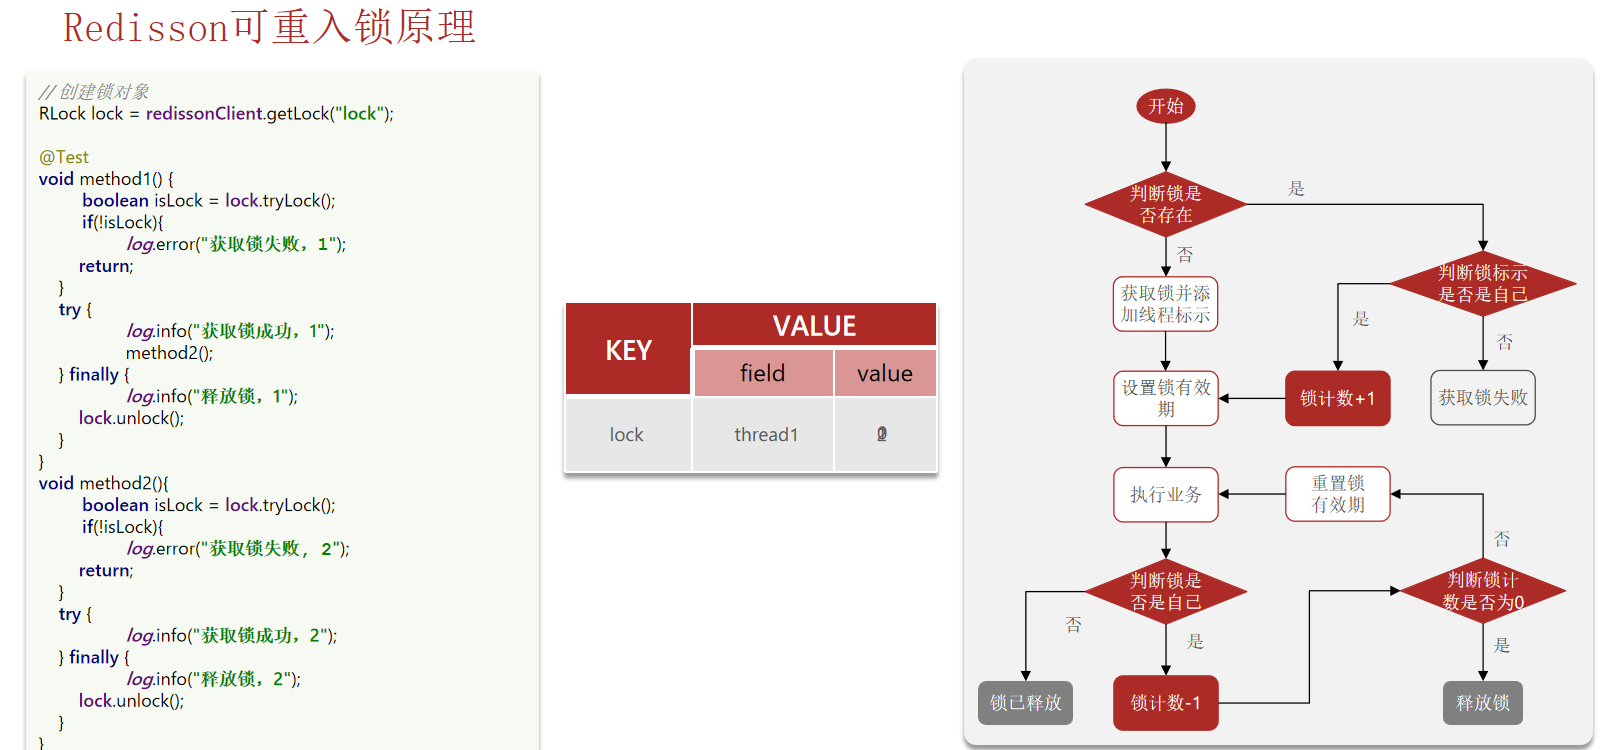 Redisson可重入锁原理
// 创建锁对象
RLock lock = redissonClient.getLock("lock");
@Test
void method1() {
boolean isLock = lock.tryLock();
if(!isLock){
log.error("获取锁失败，1");
return;
}
try {
log.info("获取锁成功，1");
method2();
} finally {
log.info("释放锁，1");
lock.unlock();
}
}
void method2(){
boolean isLock = lock.tryLock();
if(!isLock){
log.error("获取锁失败，2");
return;
}
try {
log.info("获取锁成功，2");
} finally {
log.info("释放锁，2");
lock.unlock();
}
}
KEY
VALUE
field
value
lock
thread1
开始
判断锁是
否存在
是
否
获取锁并添
加线程标示
判断锁标示
是否是自己
是
否
设置锁有效
期
锁计数+1
获取锁失败
执行业务
重置锁
有效期
否
判断锁是
否是自己
判断锁计
数是否为0
否
是
是
锁已释放
锁计数-1
释放锁